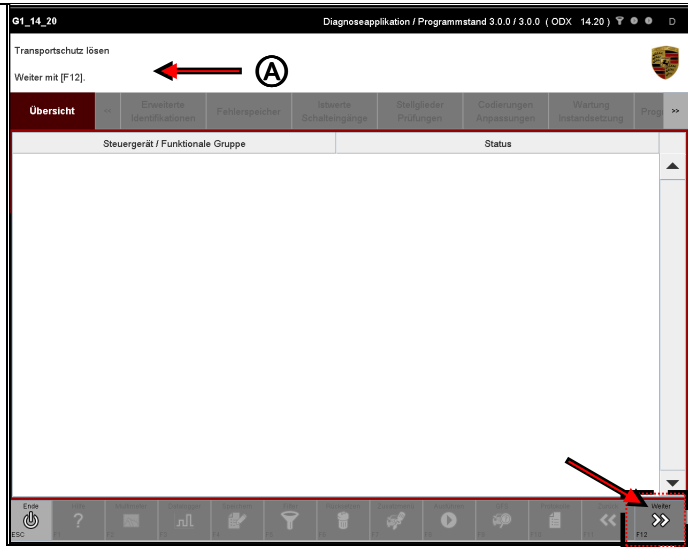 G1_14_20
Diagnoseapplikation / Programmstand 3.0.0 / 3.0.0 ( ODX 14.20 ) D
Transportschutz lösen
Weiter mit [F12].
A
Übersicht << Erweiterte Identifikationen Fehlerspeicher Istwerte Schalteingänge Stellglieder Prüfungen Codierungen Anpassungen Wartung Instandsetzung Prog >>
Steuergerät / Funktionale Gruppe Status
Ende Weiter
ESC F12